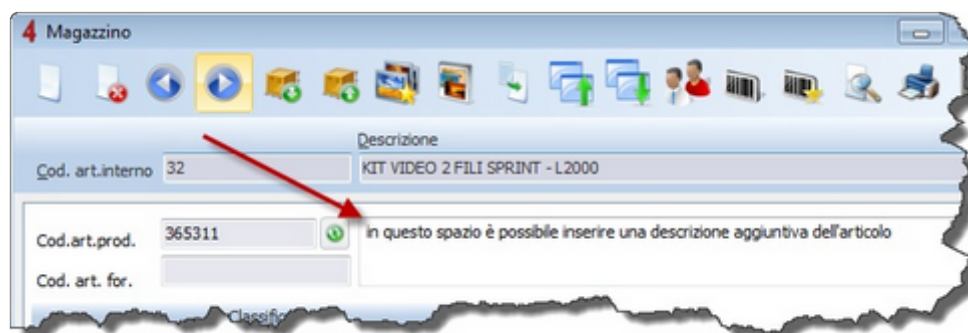 4 Magazzino
Descrizione
Cod. art.interno 32 KIT VIDEO 2 FILI SPRINT - L2000
Cod.art.prod. 365311 in questo spazio è possibile inserire una descrizione aggiuntiva dell'articolo
Cod. art. for.